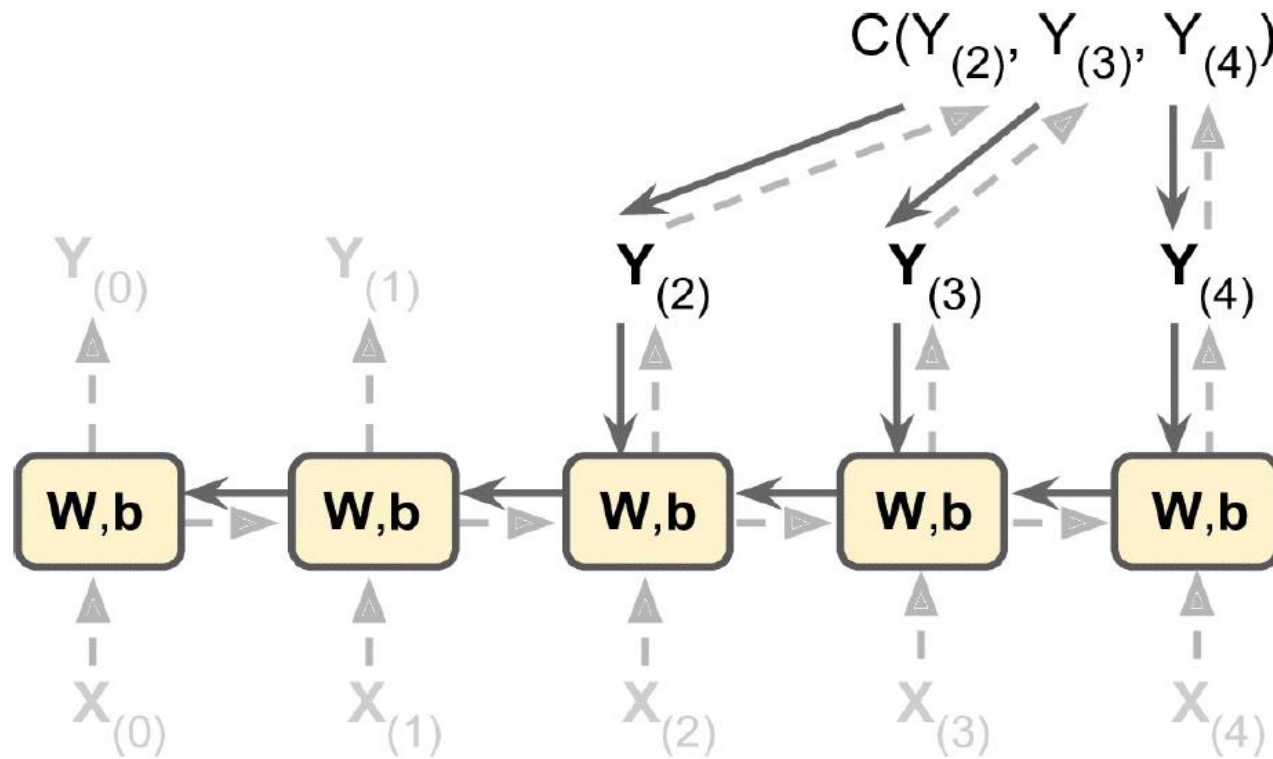 C(Y(2), Y(3), Y(4))
Y(0) Y(1) Y(2) Y(3) Y(4)
W,b W,b W,b W,b W,b
X(0) X(1) X(2) X(3) X(4)